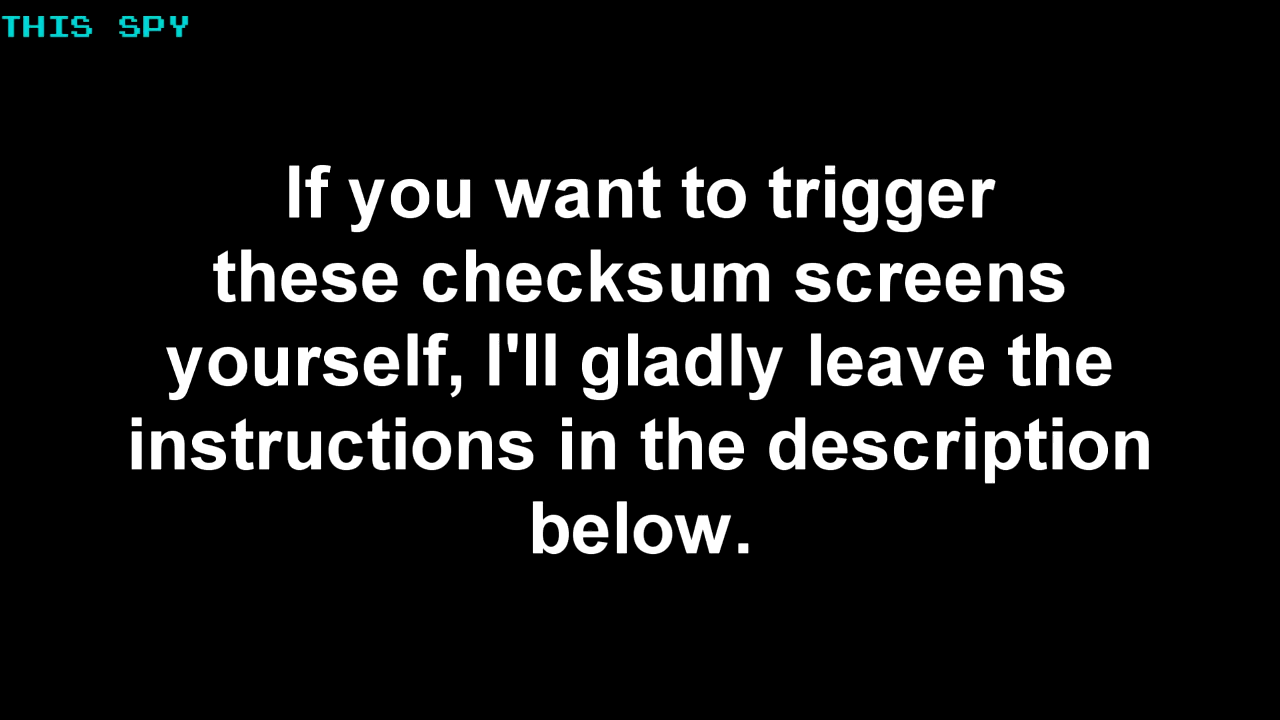 THIS SPY
If you want to trigger
these checksum screens
yourself, I'll gladly leave the
instructions in the description
below.